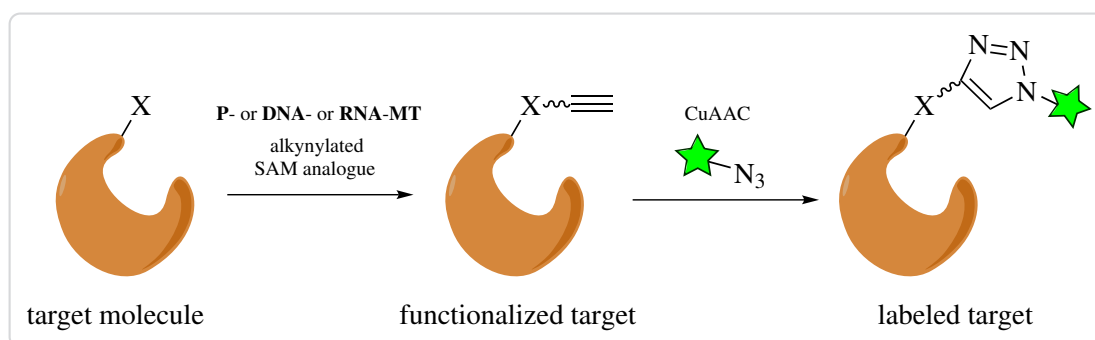 X
P- or DNA- or RNA-MT
alkynylated
SAM analogue
X
CuAAC
N3
X
N=N
N
target molecule
functionalized target
labeled target